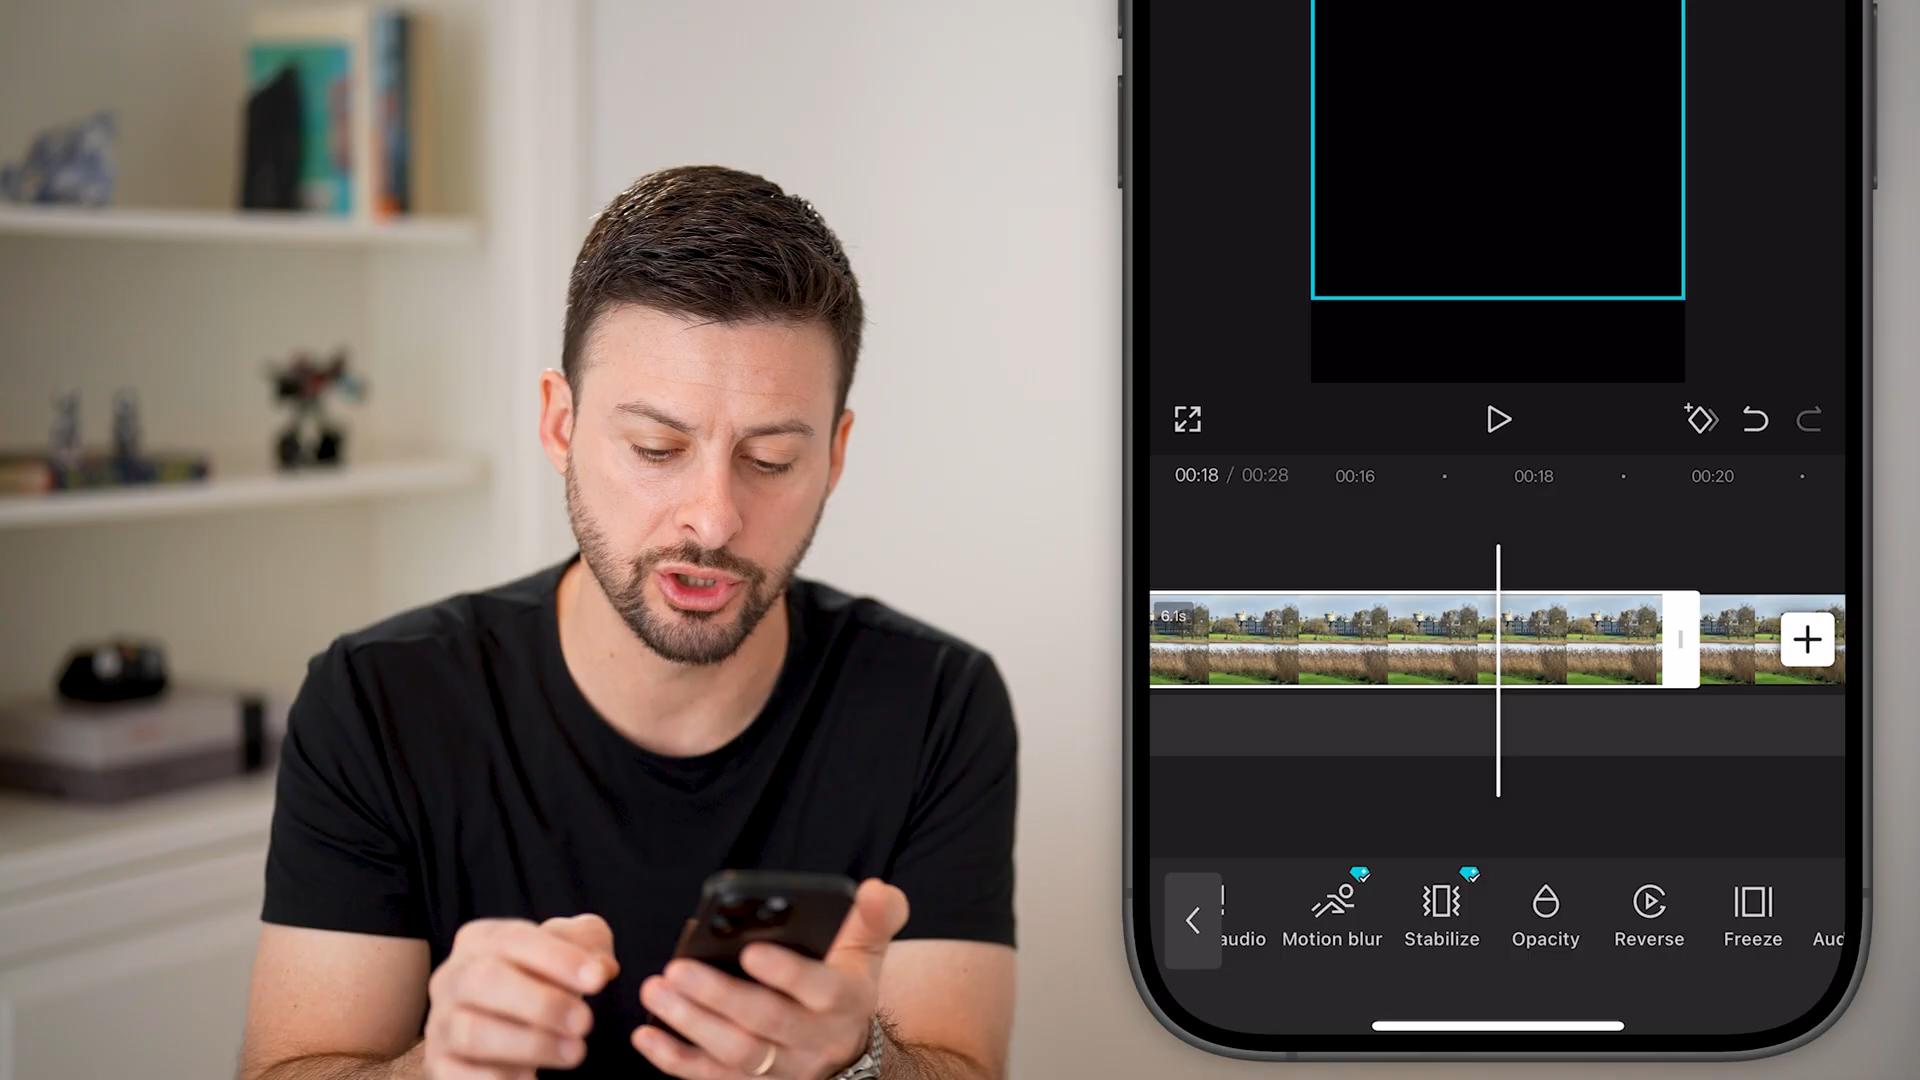 00:18 / 00:28 00:16 00:18 00:20
6.1s
audio Motion blur Stabilize Opacity Reverse Freeze Aud